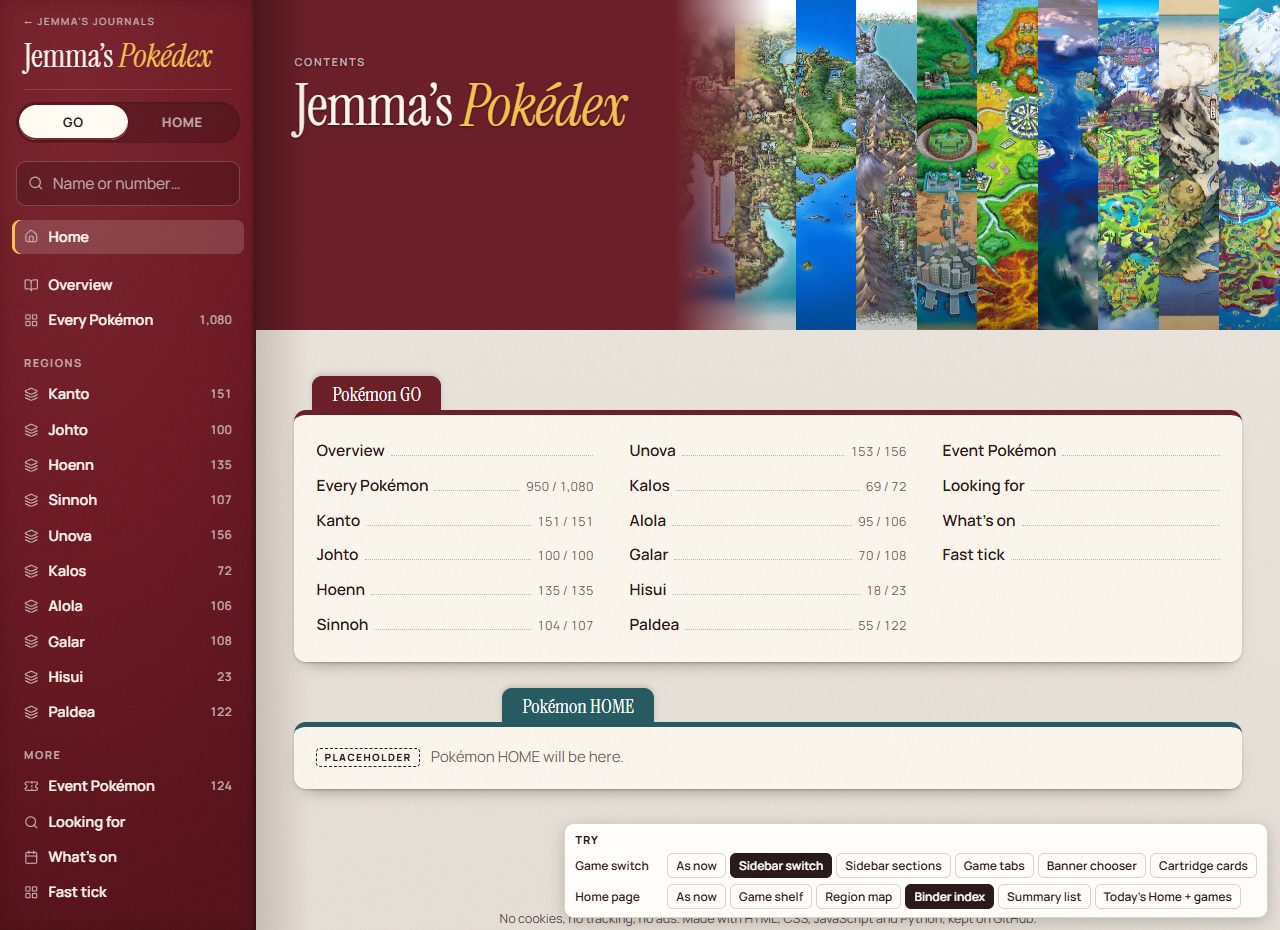 ← JEMMA'S JOURNALS
Jemma's Pokédex
GO HOME
Name or number...
Home
Overview
Every Pokémon 1,080
REGIONS
Kanto 151
Johto 100
Hoenn 135
Sinnoh 107
Unova 156
Kalos 72
Alola 106
Galar 108
Hisui 23
Paldea 122
MORE
Event Pokémon 124
Looking for
What's on
Fast tick
CONTENTS
Jemma's Pokédex
Pokémon GO
Overview
Every Pokémon 950 / 1,080
Kanto 151 / 151
Johto 100 / 100
Hoenn 135 / 135
Sinnoh 104 / 107
Unova 153 / 156
Kalos 69 / 72
Alola 95 / 106
Galar 70 / 108
Hisui 18 / 23
Paldea 55 / 122
Event Pokémon
Looking for
What's on
Fast tick
Pokémon HOME
PLACEHOLDER Pokémon HOME will be here.
TRY
Game switch As now Sidebar switch Sidebar sections Game tabs Banner chooser Cartridge cards
Home page As now Game shelf Region map Binder index Summary list Today's Home + games
No cookies, no tracking, no ads. Made with HTML, CSS, JavaScript and Python, kept on GitHub.